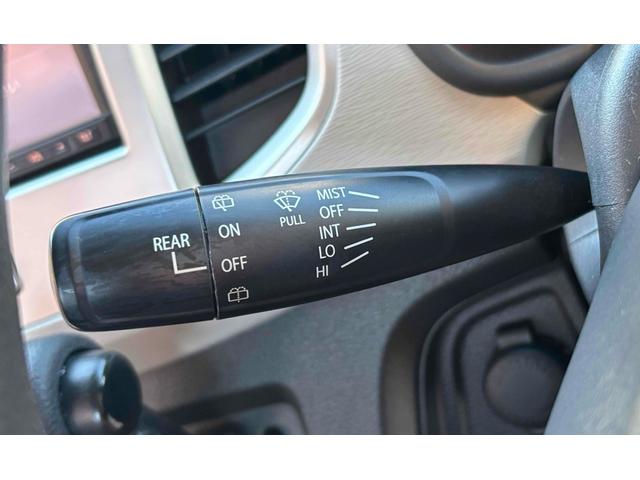 REAR
ON
OFF
PULL
MIST
OFF
INT
LO
HI